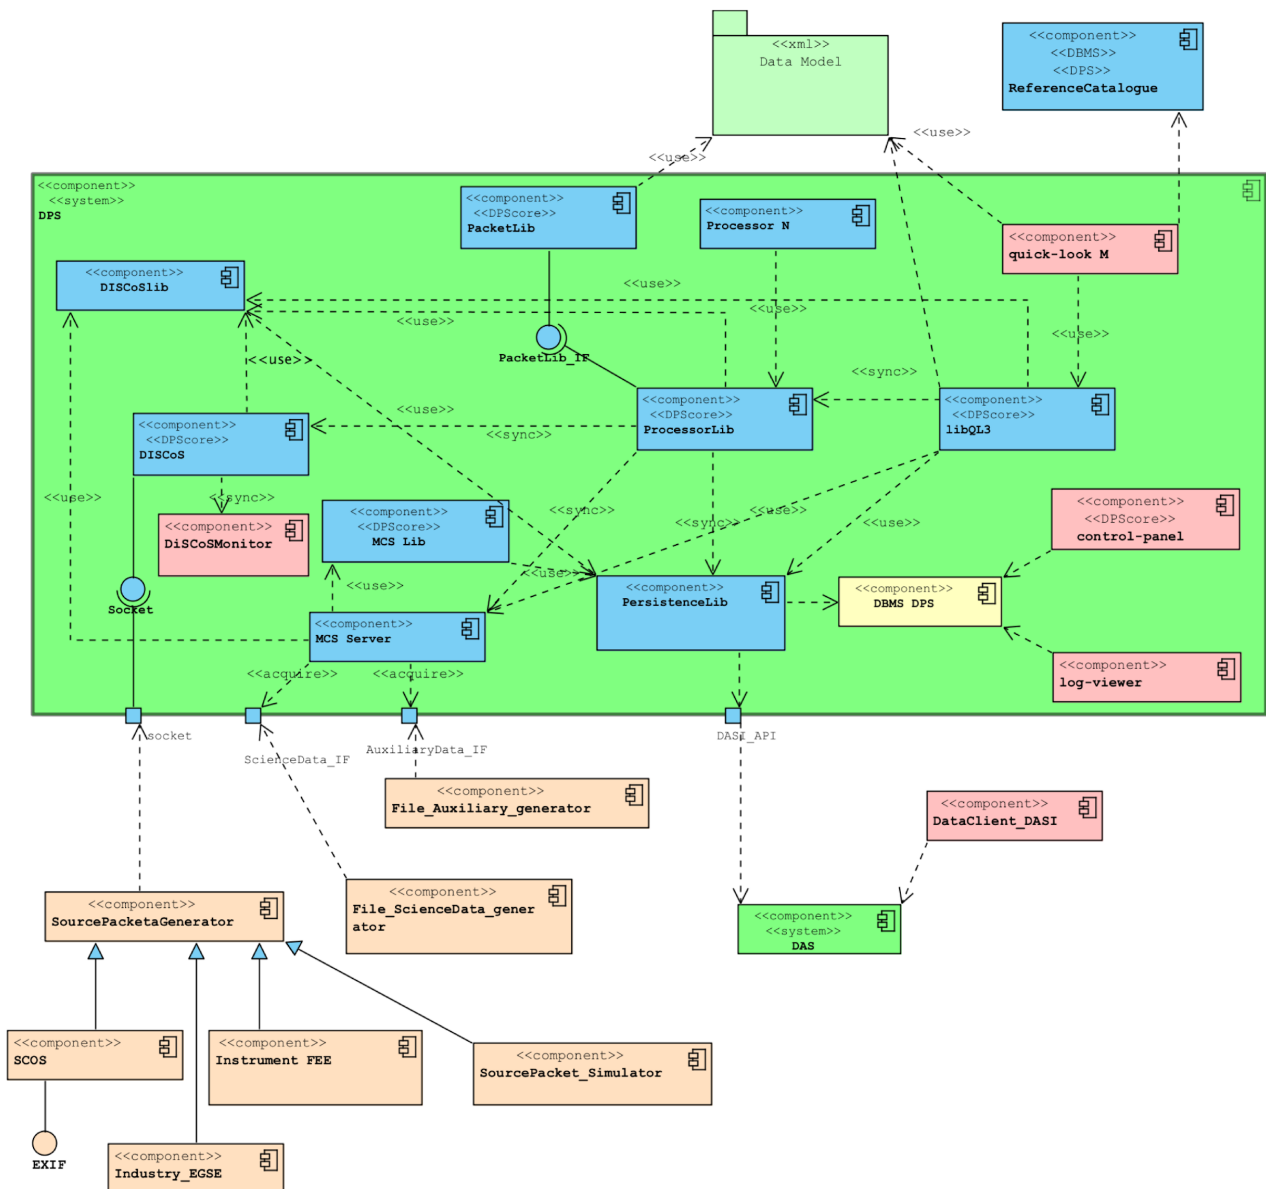 <<xml>>
Data Model
<<component>>
<<DBMS>>
<<DPS>>
ReferenceCatalogue
<<use>>
<<use>>
<<component>>
<<system>>
DPS
<<component>>
<<DPScore>>
PacketLib
<<component>>
Processor N
<<component>>
quick-look M
<<component>>
DISCoSlib
<<use>>
<<use>>
<<use>>
<<use>>
<<use>>
PacketLib_IF
<<sync>>
<<component>>
<<DPScore>>
ProcessorLib
<<component>>
<<DPScore>>
libQL3
<<use>>
<<component>>
<<DPScore>>
DISCoS
<<sync>>
<<use>>
<<sync>>
<<component>>
DiSCoSMonitor
<<component>>
<<DPScore>>
MCS Lib
<<sync>>
<<use>>
<<sync>>
<<use>>
<<component>>
<<DPScore>>
control-panel
<<use>>
<<use>>
<<component>>
PersistenceLib
<<component>>
DBMS DPS
Socket
<<component>>
MCS Server
<<component>>
log-viewer
<<acquire>>
<<acquire>>
socket
ScienceData_IF
AuxiliaryData_IF
DASI_API
<<component>>
File_Auxiliary_generator
<<component>>
DataClient_DASI
<<component>>
SourcePacketaGenerator
<<component>>
File_ScienceData_gener
ator
<<component>>
<<system>>
DAS
<<component>>
SCOS
<<component>>
Instrument FEE
<<component>>
SourcePacket_Simulator
EXIF
<<component>>
Industry_EGSE